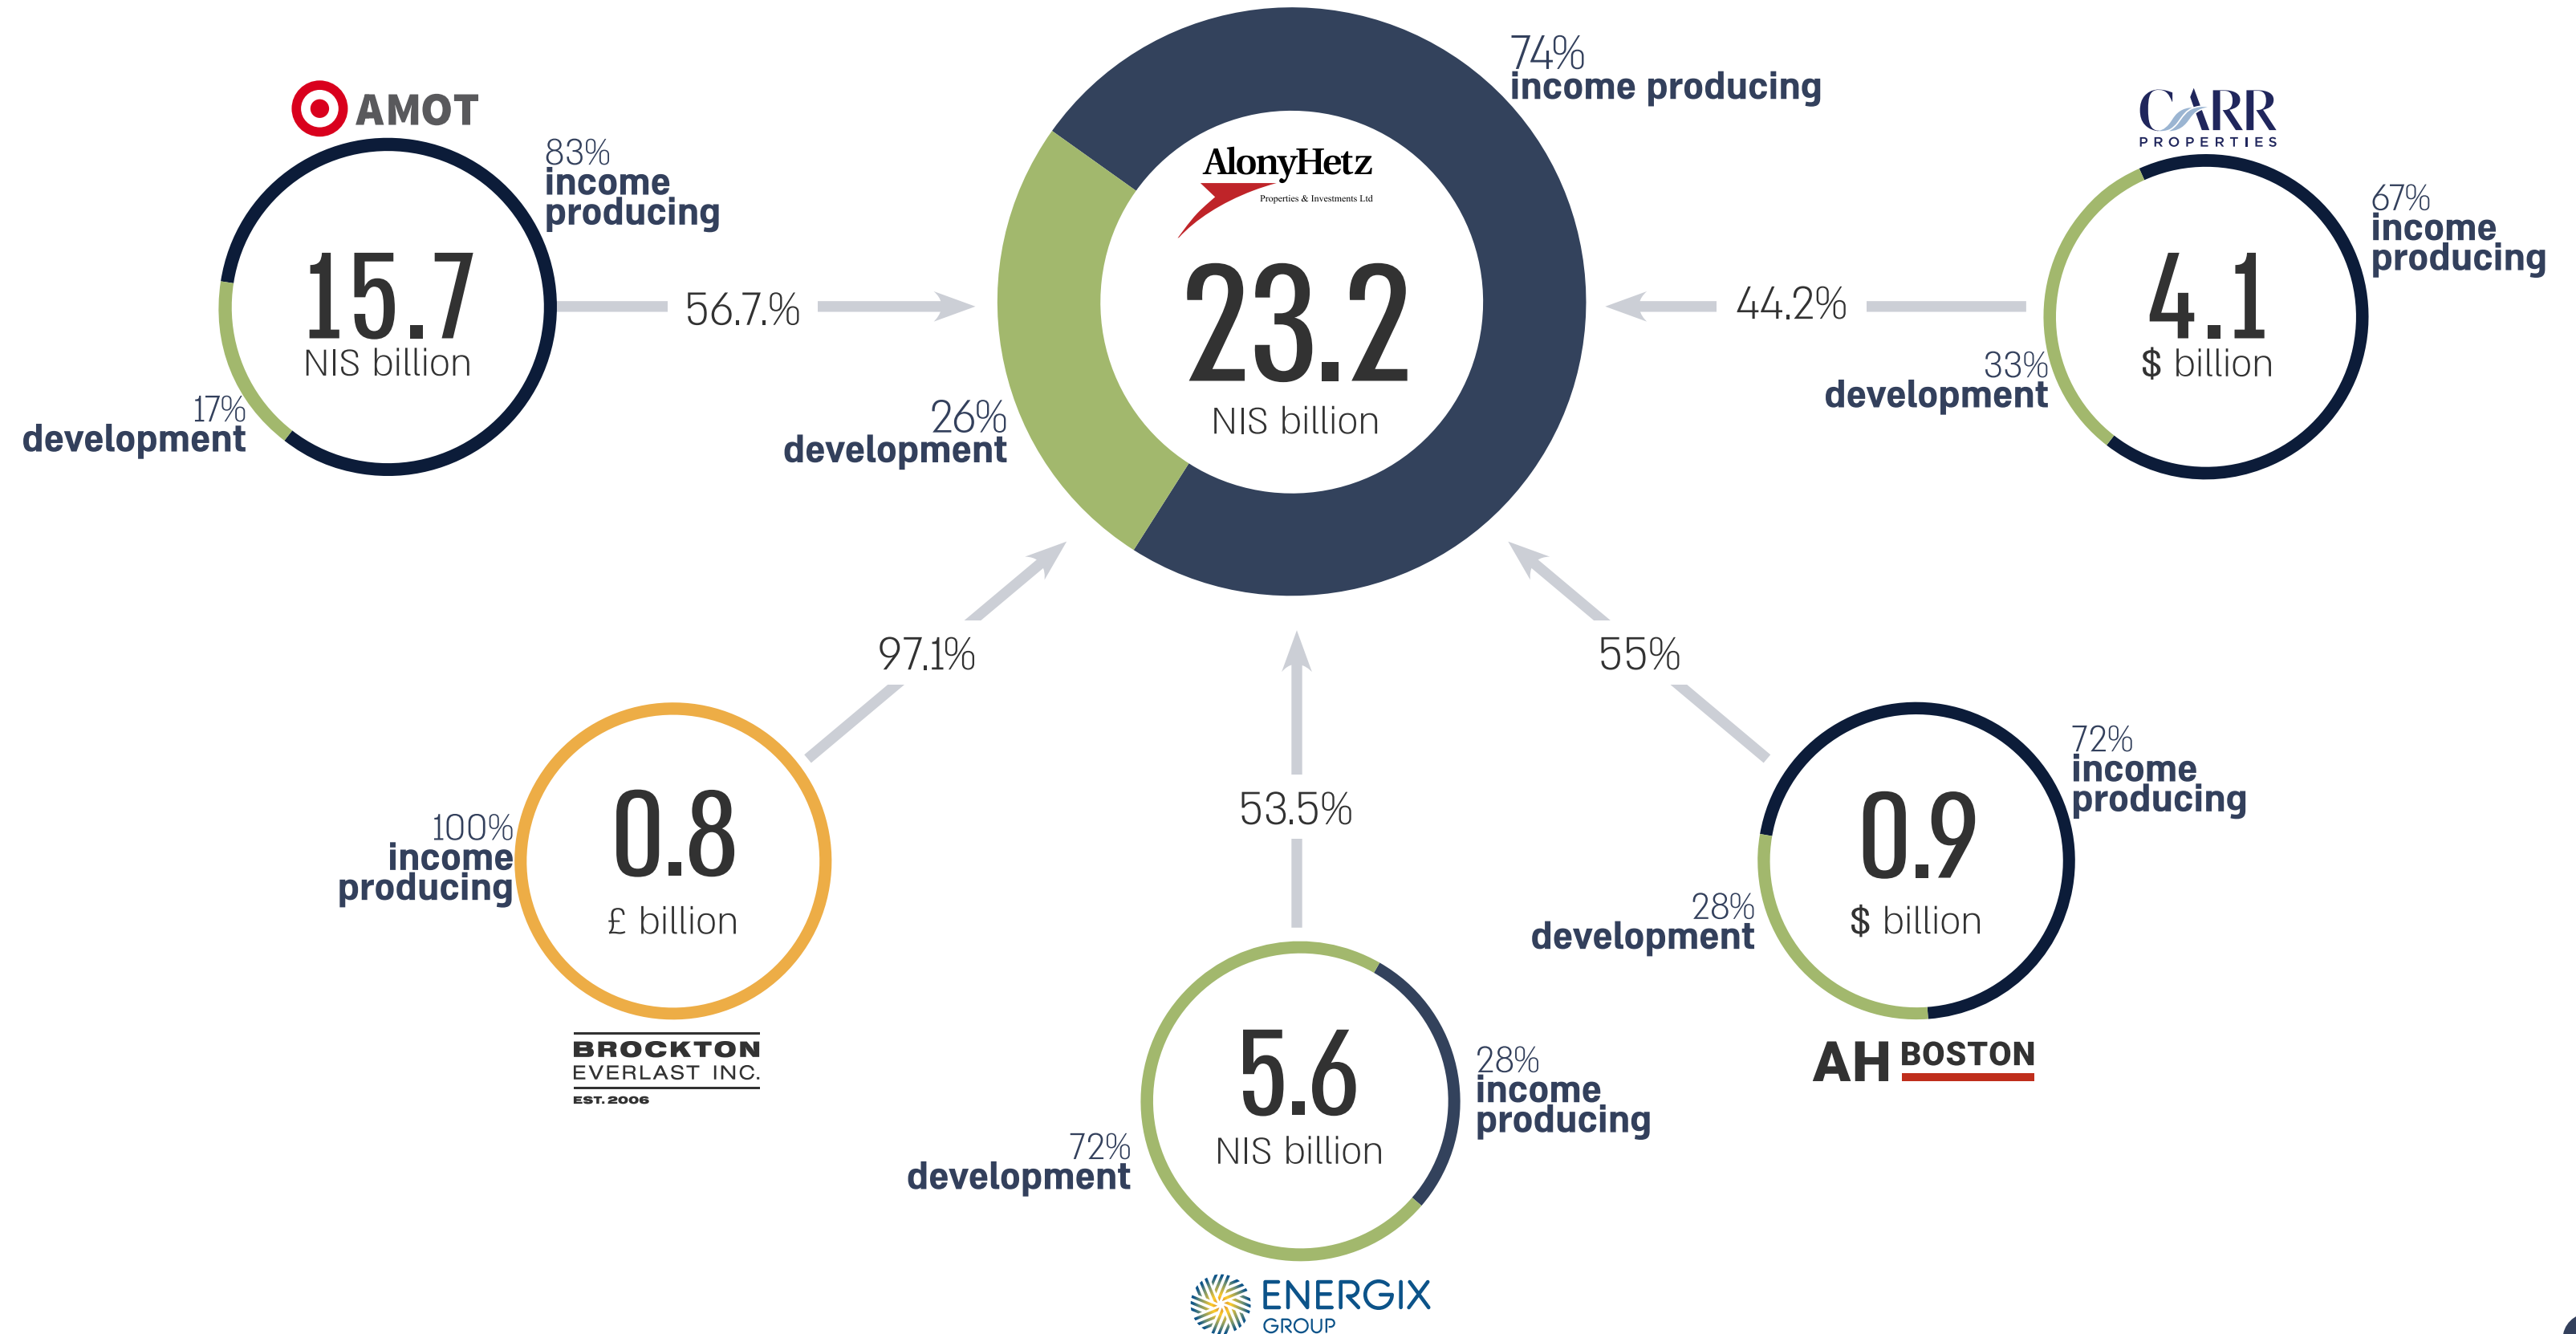 AMOT
83%
income
producing
15.7
NIS billion
17%
development
56.7.%
74%
income producing
AlonyHetz
Properties & Investments Ltd
23.2
NIS billion
26%
development
CARR
PROPERTIES
67%
income
producing
4.1
$ billion
33%
development
44.2%
97.1%
53.5%
55%
100%
income
producing
0.8
£ billion
BROCKTON
EVERLAST INC.
EST. 2006
5.6
NIS billion
28%
income
producing
72%
development
ENERGIX
GROUP
72%
income
producing
0.9
$ billion
28%
development
AH BOSTON